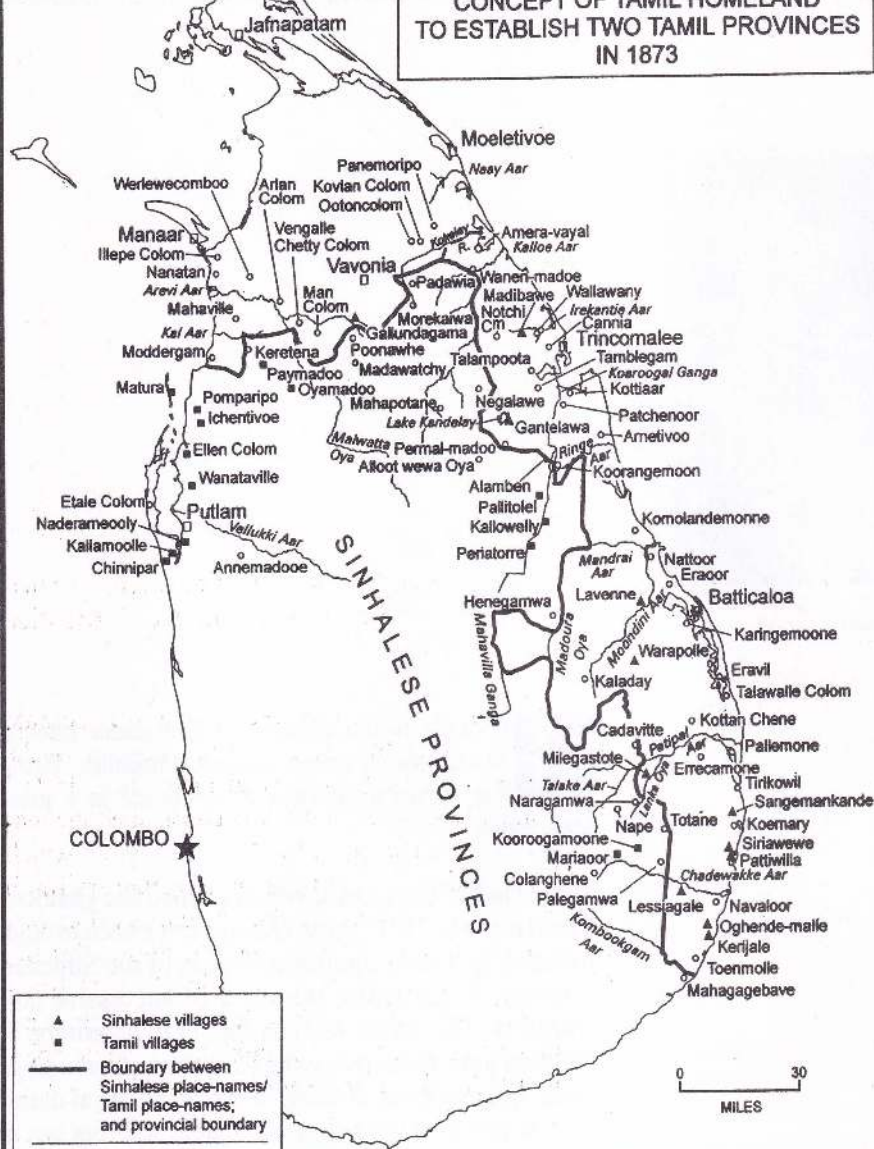 CONCEPT OF TAMIL HOMELAND
TO ESTABLISH TWO TAMIL PROVINCES
IN 1873
Jafnapatam
Moeletivoe
Naay Aar
Panemoripo
Kovlan Colom
Ootoncolom
Werlewecomboo
Arlan
Colom
Vengalle
Chetty Colom
Manaar
Illepe Colom
Nanatan
Arevi Aar
Mahaville
Kal Aar
Moddergam
Vavonia
Man
Colom
Kokelay
R.
Amera-vayal
Kalloe Aar
Padawia
Wanen-madoe
Madibawe
Wallawany
Notchi
Cm
Irekantie Aar
Cannia
Morekaiwa
Gallundagama
Trincomalee
Keretena
Poonawhe
Talampoota
Tamblegam
Paymadoo
Madawatchy
Koaroogal Ganga
Matura
Oyamadoo
Kottiaar
Pomparipo
Ichentivoe
Mahapotane
Negalawe
Patchenoor
Lake Kandelay
Gantelawa
Arnetivoo
Ellen Colom
Malwatta
Oya
Permal-madoo
Alloot wewa Oya
Ringe
Aar
Koorangemoon
Wanataville
Alamben
Pallitolel
Kallowelly
Etale Colom
Putlam
Naderameooly
Kallamoolle
Chinnipar
Vellukki Aar
Annemadooe
Periatorre
Komolandemonne
Mandrai
Aar
Nattoor
Eraoor
SINHALESE PROVINCES
Henegamwa
Lavenne
Batticaloa
Mahavilla Ganga
Madoura
Oya
Moondini Aar
Karingemoone
Warapolle
Eravil
Kaladay
Talawalle Colom
Kottan Chene
Cadavitte
Patipal
Aar
Pallemone
Milegastote
Errecamone
Talake Aar
Lanka Oya
Tirikowil
Naragamwa
Sangemankande
Nape
Totane
Koemary
COLOMBO
Kooroogamoone
Siriawewe
Mariaoor
Pattiwilla
Colanghene
Chadewakke Aar
Palegamwa
Lessiagale
Navaloor
Kombookgam
Aar
Oghende-malle
Kerijale
Toenmolle
Mahagagebave
Sinhalese villages
Tamil villages
Boundary between
Sinhalese place-names/
Tamil place-names;
and provincial boundary
0 30
MILES